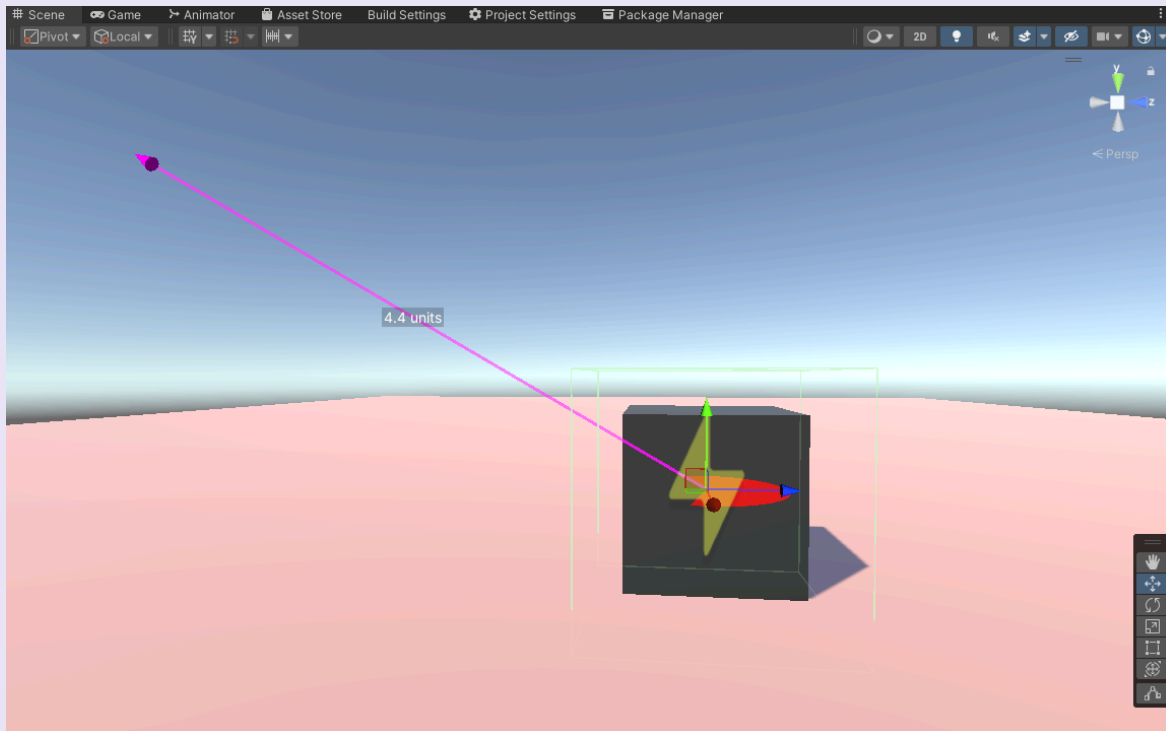 Scene Game Animator Asset Store Build Settings Project Settings Package Manager
Pivot Local 2D
y
z
Persp
4.4 units